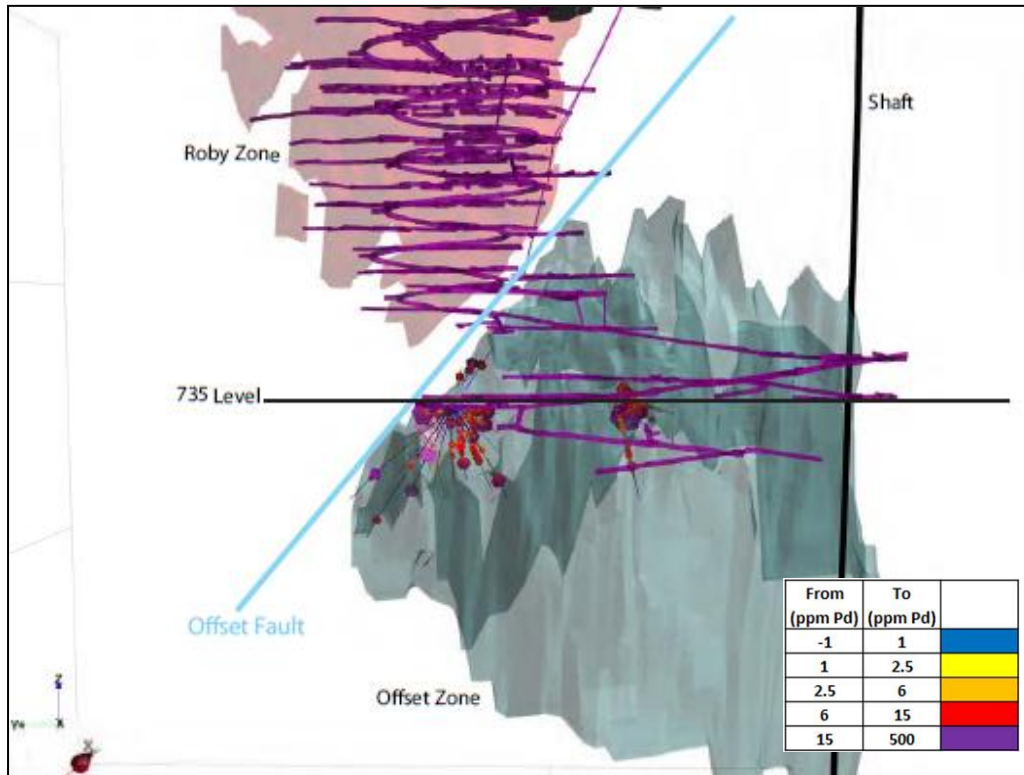 Shaft
Roby Zone
735 Level
Offset Fault
Offset Zone
From To
(ppm Pd) (ppm Pd)
-1 1
1 2.5
2.5 6
6 15
15 500
Z
Y+ X
X